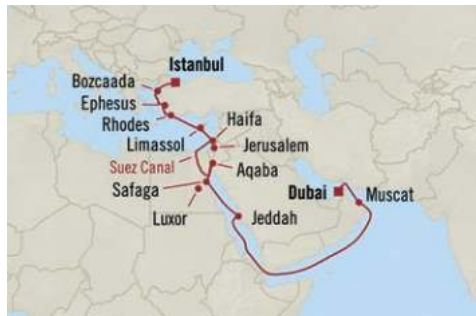 Istanbul
Bozcaada
Ephesus
Rhodes
Haifa
Limassol
Jerusalem
Suez Canal
Aqaba
Safaga
Dubai
Muscat
Luxor
Jeddah